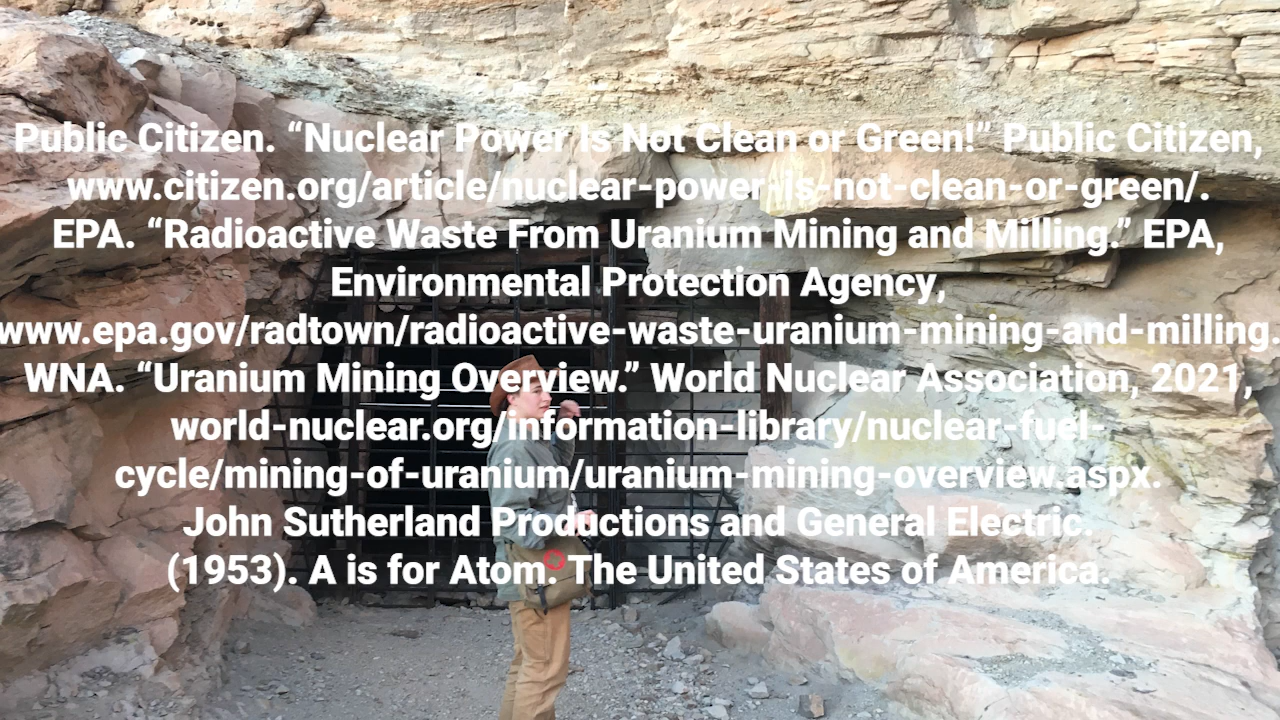 Public Citizen. “Nuclear Power Is Not Clean or Green!” Public Citizen,
www.citizen.org/article/nuclear-power-is-not-clean-or-green/.
EPA. “Radioactive Waste From Uranium Mining and Milling.” EPA,
Environmental Protection Agency,
www.epa.gov/radtown/radioactive-waste-uranium-mining-and-milling.
WNA. “Uranium Mining Overview.” World Nuclear Association, 2021,
world-nuclear.org/information-library/nuclear-fuel-
cycle/mining-of-uranium/uranium-mining-overview.aspx.
John Sutherland Productions and General Electric.
(1953). A is for Atom. The United States of America.